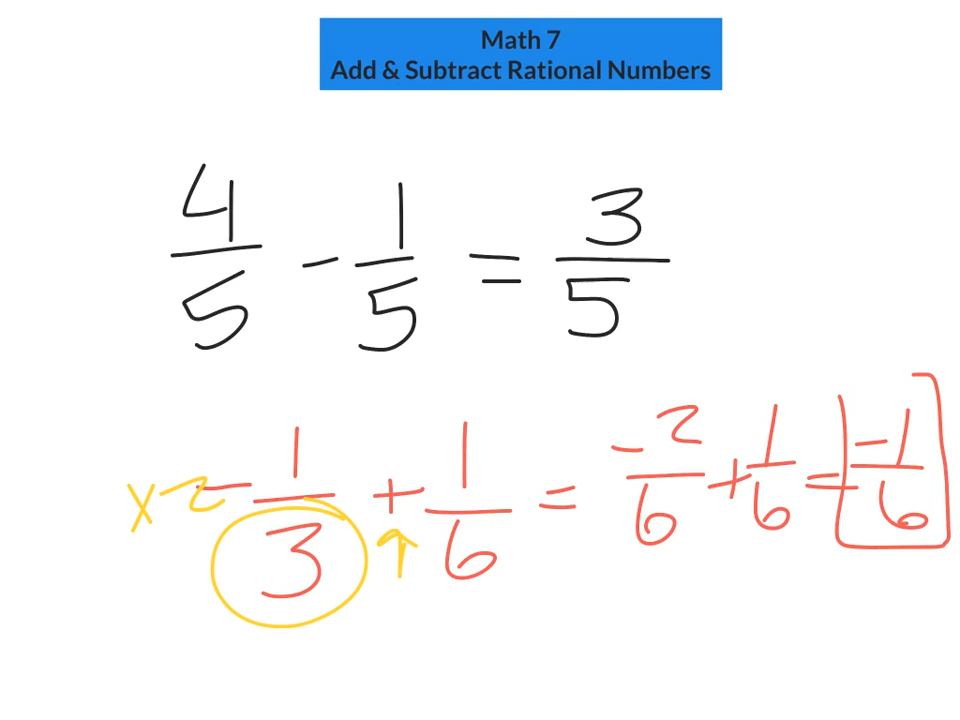 Math 7
Add & Subtract Rational Numbers
4/5 - 1/5 = 3/5
x2 - 1/3 + 1/6 = -2/6 + 1/6 = -1/6